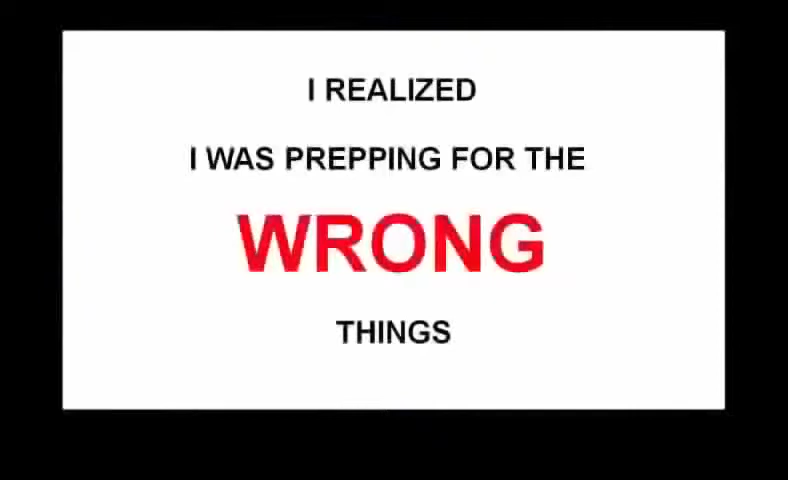 I REALIZED
I WAS PREPPING FOR THE
WRONG
THINGS